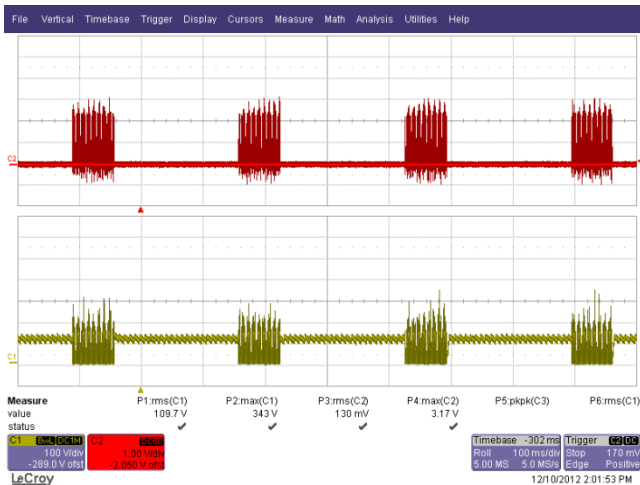 File Vertical Timebase Trigger Display Cursors Measure Math Analysis Utilities Help
C2
C1
Measure P1:rms(C1) P2:max(C1) P3:rms(C2) P4:max(C2) P5:pkpk(C3) P6:rms(C1)
value 109.7 V 343 V 130 mV 3.17 V
status
C1 BwL DC1M C2 DC50 Timebase -302 ms Trigger C2 DC
100 V/div 1.00 V/div Roll 100 ms/div Stop 170 mV
-289.0 V ofst -2.050 V ofst 5.00 MS 5.0 MS/s Edge Positive
LeCroy 12/10/2012 2:01:53 PM